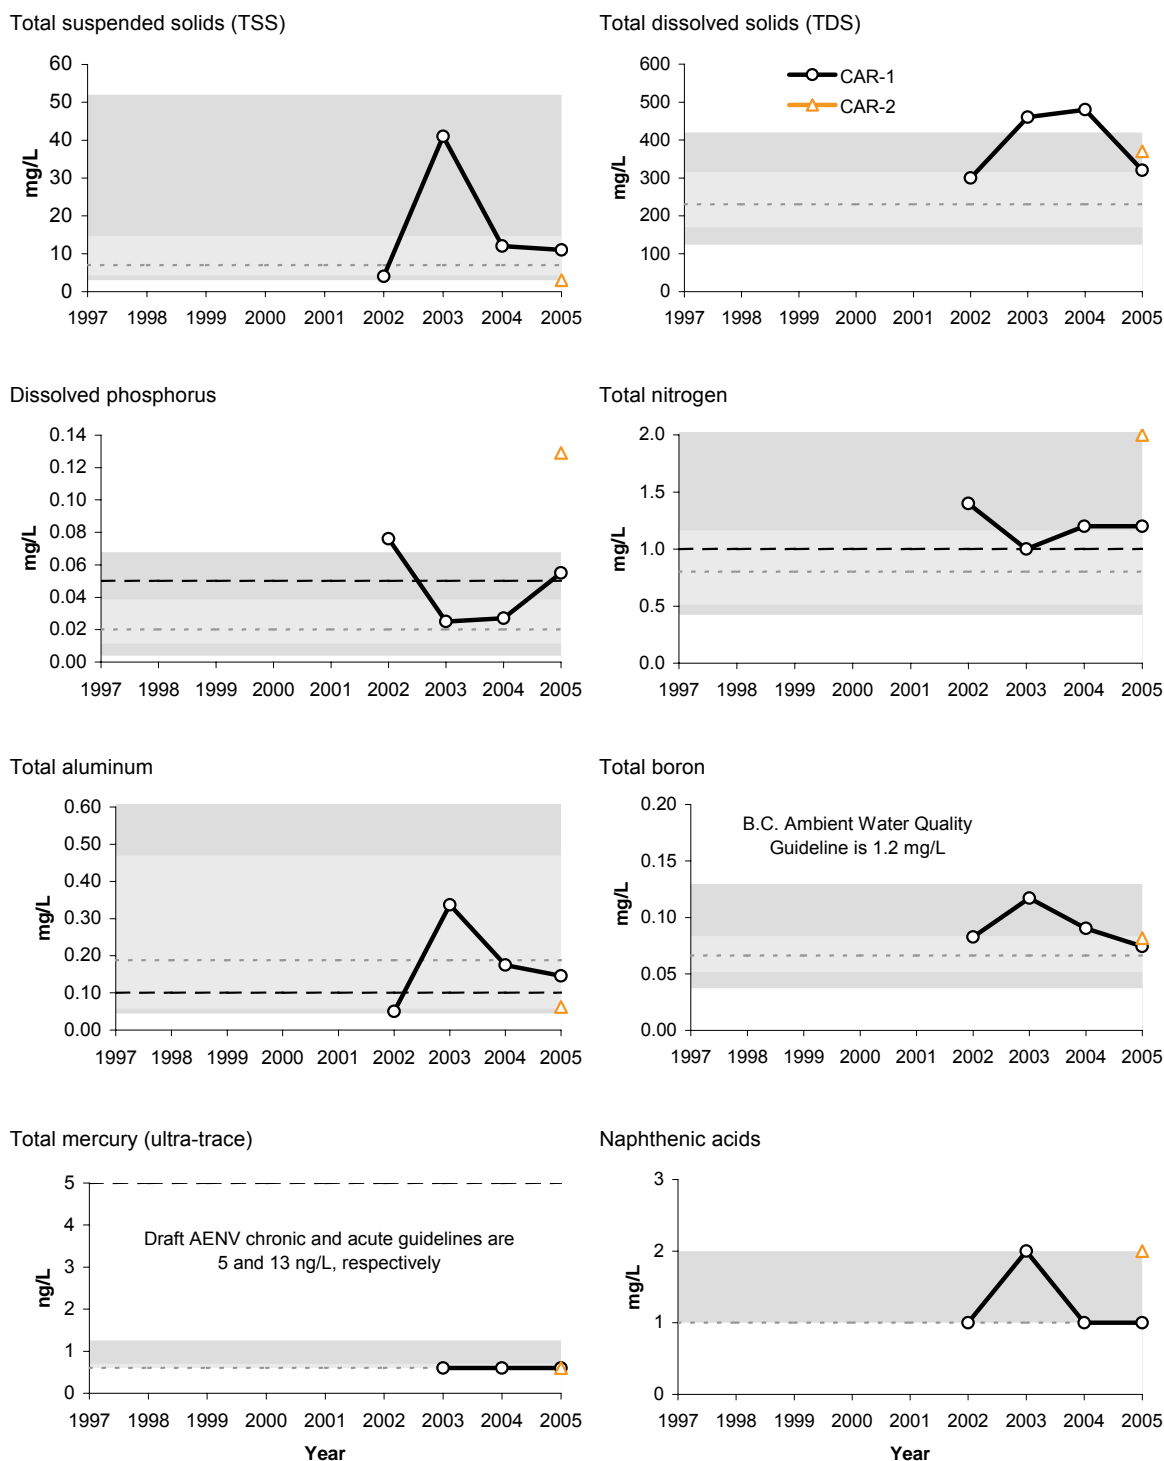 Total suspended solids (TSS)
60
50
40
30
20
10
0
mg/L
1997 1998 1999 2000 2001 2002 2003 2004 2005
Total dissolved solids (TDS)
600
500
400
300
200
100
0
mg/L
CAR-1
CAR-2
1997 1998 1999 2000 2001 2002 2003 2004 2005
Dissolved phosphorus
0.14
0.12
0.10
0.08
0.06
0.04
0.02
0.00
mg/L
1997 1998 1999 2000 2001 2002 2003 2004 2005
Total nitrogen
2.0
1.5
1.0
0.5
0.0
mg/L
1997 1998 1999 2000 2001 2002 2003 2004 2005
Total aluminum
0.60
0.50
0.40
0.30
0.20
0.10
0.00
mg/L
1997 1998 1999 2000 2001 2002 2003 2004 2005
Total boron
0.20
0.15
0.10
0.05
0.00
mg/L
B.C. Ambient Water Quality
Guideline is 1.2 mg/L
1997 1998 1999 2000 2001 2002 2003 2004 2005
Total mercury (ultra-trace)
5
4
3
2
1
0
ng/L
Draft AENV chronic and acute guidelines are
5 and 13 ng/L, respectively
1997 1998 1999 2000 2001 2002 2003 2004 2005
Year
Naphthenic acids
3
2
1
0
mg/L
1997 1998 1999 2000 2001 2002 2003 2004 2005
Year